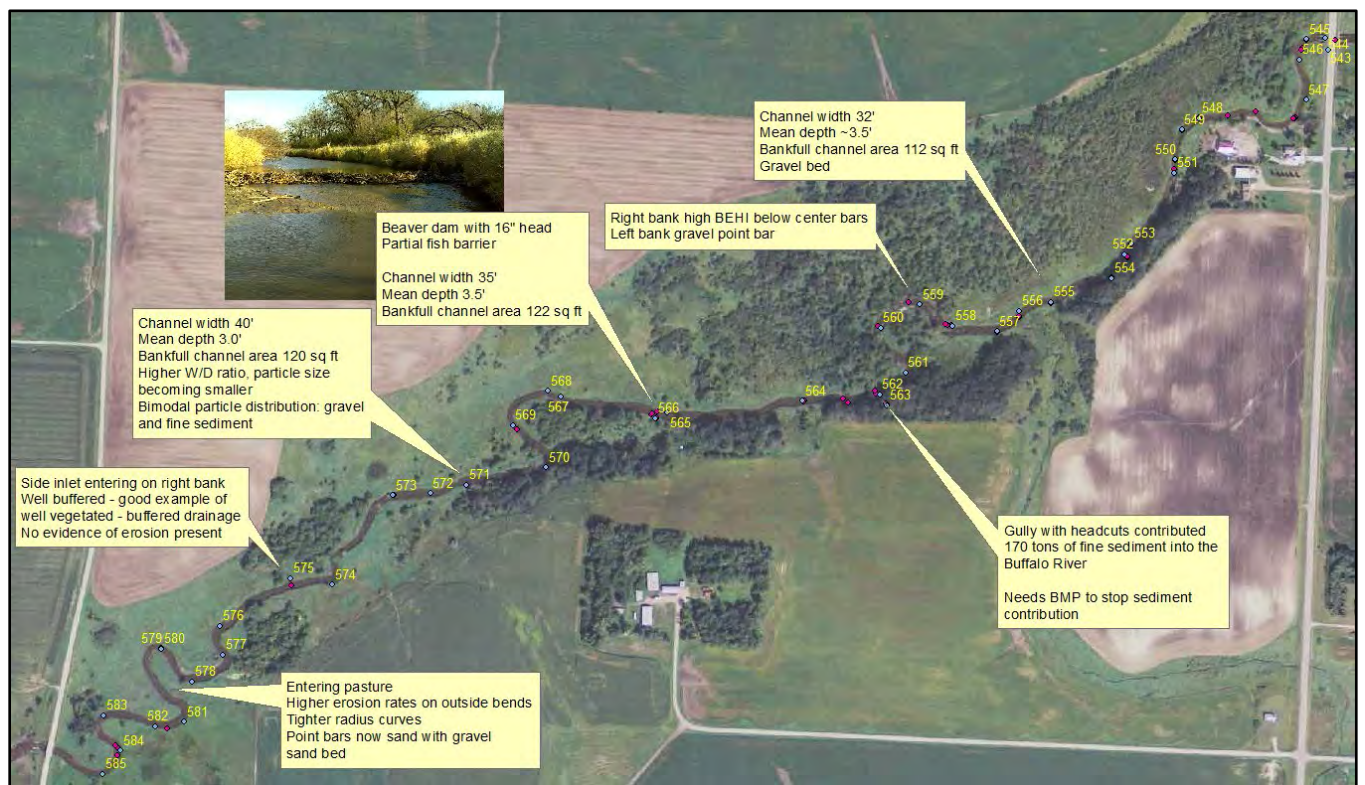 545
544
546
543
547
548
549
550
551
Channel width 32'
Mean depth ~3.5'
Bankfull channel area 112 sq ft
Gravel bed
Right bank high BEHI below center bars
Left bank gravel point bar
553
552
554
555
556
557
558
559
560
561
562
563
564
Beaver dam with 16" head
Partial fish barrier
Channel width 35'
Mean depth 3.5'
Bankfull channel area 122 sq ft
566
565
568
567
569
570
Channel width 40'
Mean depth 3.0'
Bankfull channel area 120 sq ft
Higher W/D ratio, particle size
becoming smaller
Bimodal particle distribution: gravel
and fine sediment
571
572
573
Side inlet entering on right bank
Well buffered - good example of
well vegetated - buffered drainage
No evidence of erosion present
Gully with headcuts contributed
170 tons of fine sediment into the
Buffalo River
Needs BMP to stop sediment
contribution
575
574
576
577
579
580
578
Entering pasture
Higher erosion rates on outside bends
Tighter radius curves
Point bars now sand with gravel
sand bed
583
582
581
584
585